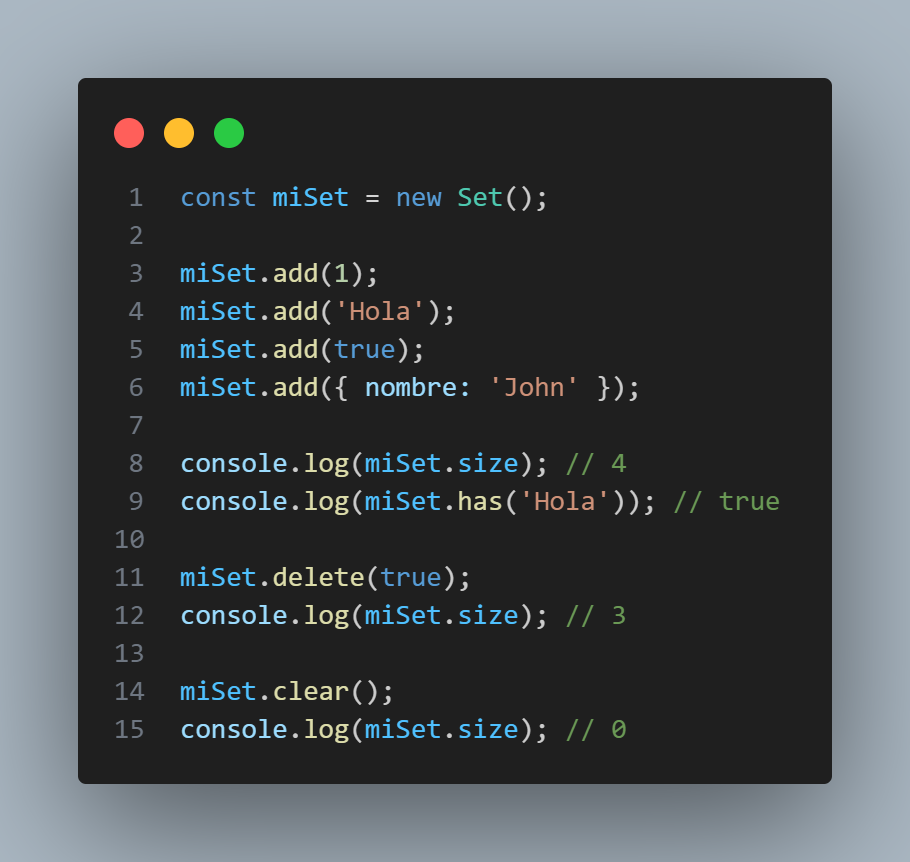 1 const miSet = new Set();
2
3 miSet.add(1);
4 miSet.add('Hola');
5 miSet.add(true);
6 miSet.add({ nombre: 'John' });
7
8 console.log(miSet.size); // 4
9 console.log(miSet.has('Hola')); // true
10
11 miSet.delete(true);
12 console.log(miSet.size); // 3
13
14 miSet.clear();
15 console.log(miSet.size); // 0